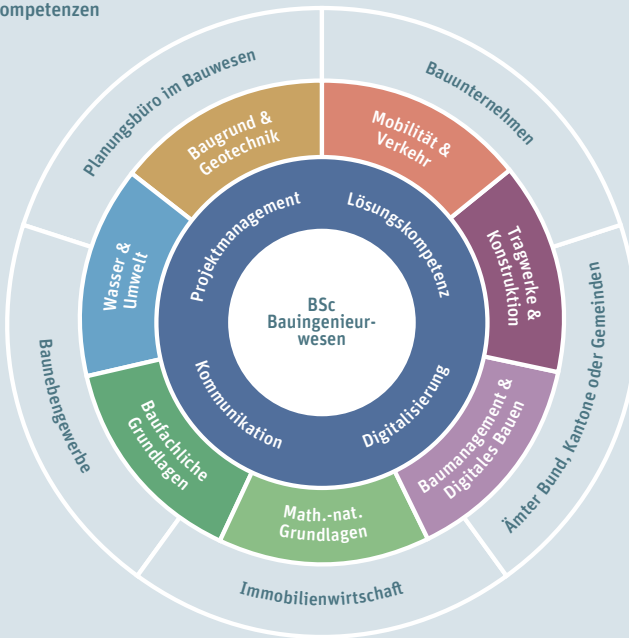 ompetenzen
Planungsbüro im Bauwesen
Bauunternehmen
Ämter Bund, Kantone oder Gemeinden
Immobilienwirtschaft
Baunebengewerbe
Baugrund &
Geotechnik
Mobilität &
Verkehr
Tragwerke &
Konstruktion
Baumanagement &
Digitales Bauen
Math.-nat.
Grundlagen
Baufachliche
Grundlagen
Wasser &
Umwelt
Projektmanagement
Lösungskompetenz
Digitalisierung
Kommunikation
BSc
Bauingenieur-
wesen